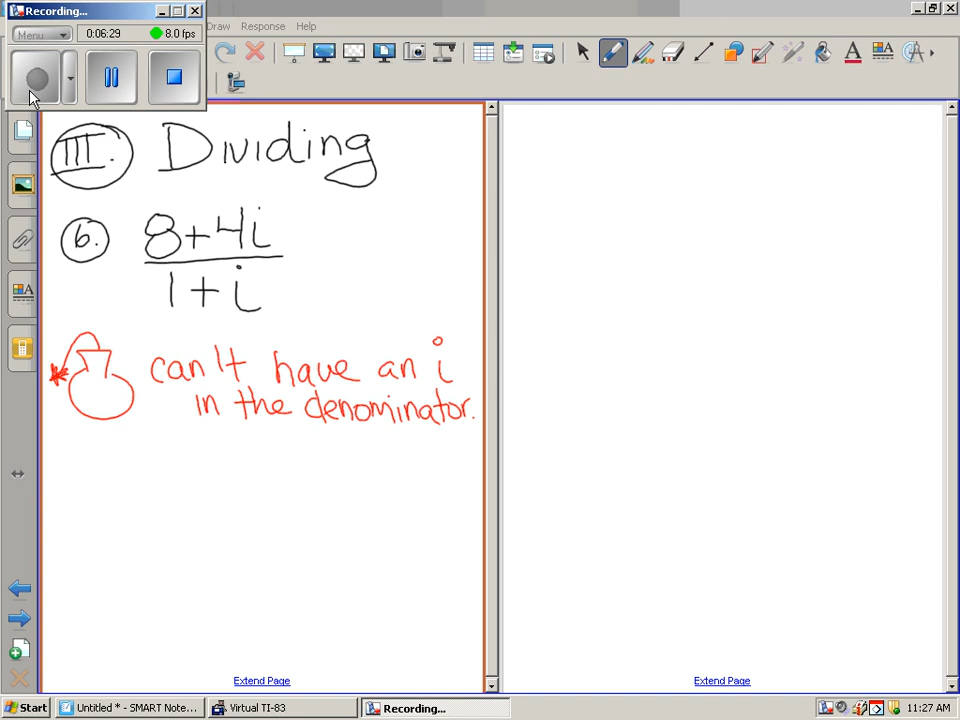 Recording...
Menu
0:06:29
8.0 fps
Draw Response Help
III. Dividing
6. 8+4i
1+i
can't have an i
in the denominator.
Extend Page
Extend Page
Start
Untitled * - SMART Note...
Virtual TI-83
Recording...
11:27 AM